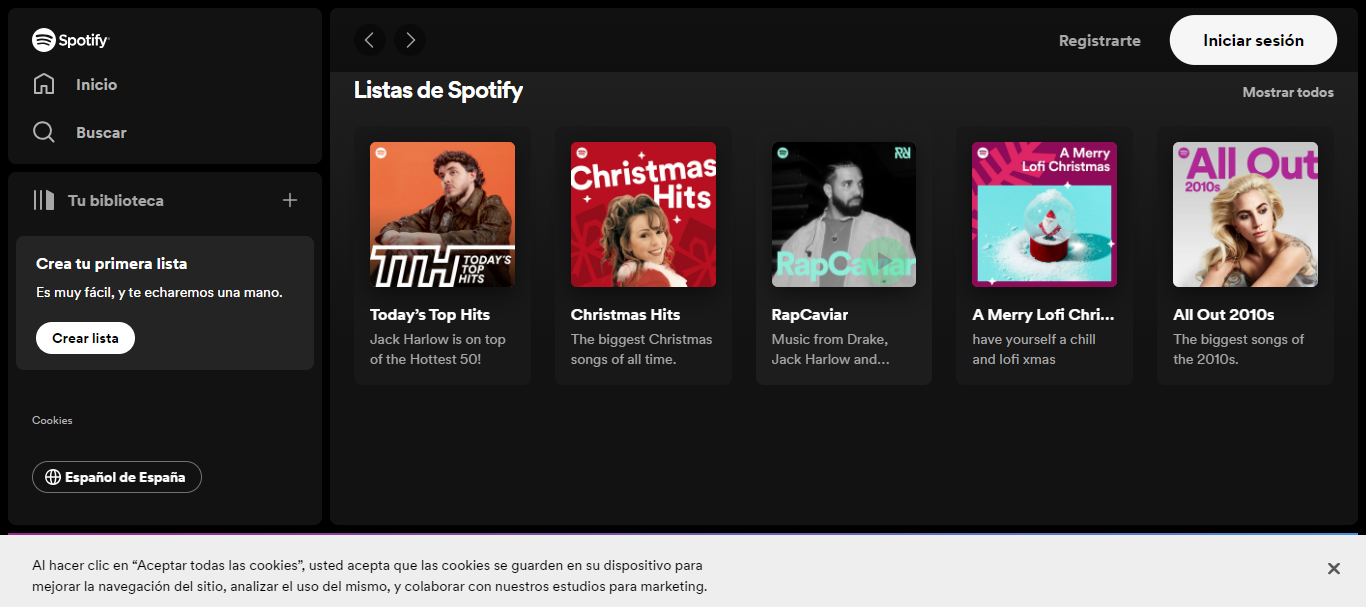 Spotify
Inicio
Buscar
Tu biblioteca
Crea tu primera lista
Es muy fácil, y te echaremos una mano.
Crear lista
Cookies
Español de España
Registrarte
Iniciar sesión
Listas de Spotify
Mostrar todos
TTH TODAY'S
TOP
HITS
Today's Top Hits
Jack Harlow is on top
of the Hottest 50!
Christmas
Hits
Christmas Hits
The biggest Christmas
songs of all time.
RapCaviar
RapCaviar
Music from Drake,
Jack Harlow and...
A Merry
Lofi Christmas
A Merry Lofi Chri...
have yourself a chill
and lofi xmas
All Out
2010s
All Out 2010s
The biggest songs of
the 2010s.
Al hacer clic en “Aceptar todas las cookies”, usted acepta que las cookies se guarden en su dispositivo para
mejorar la navegación del sitio, analizar el uso del mismo, y colaborar con nuestros estudios para marketing.